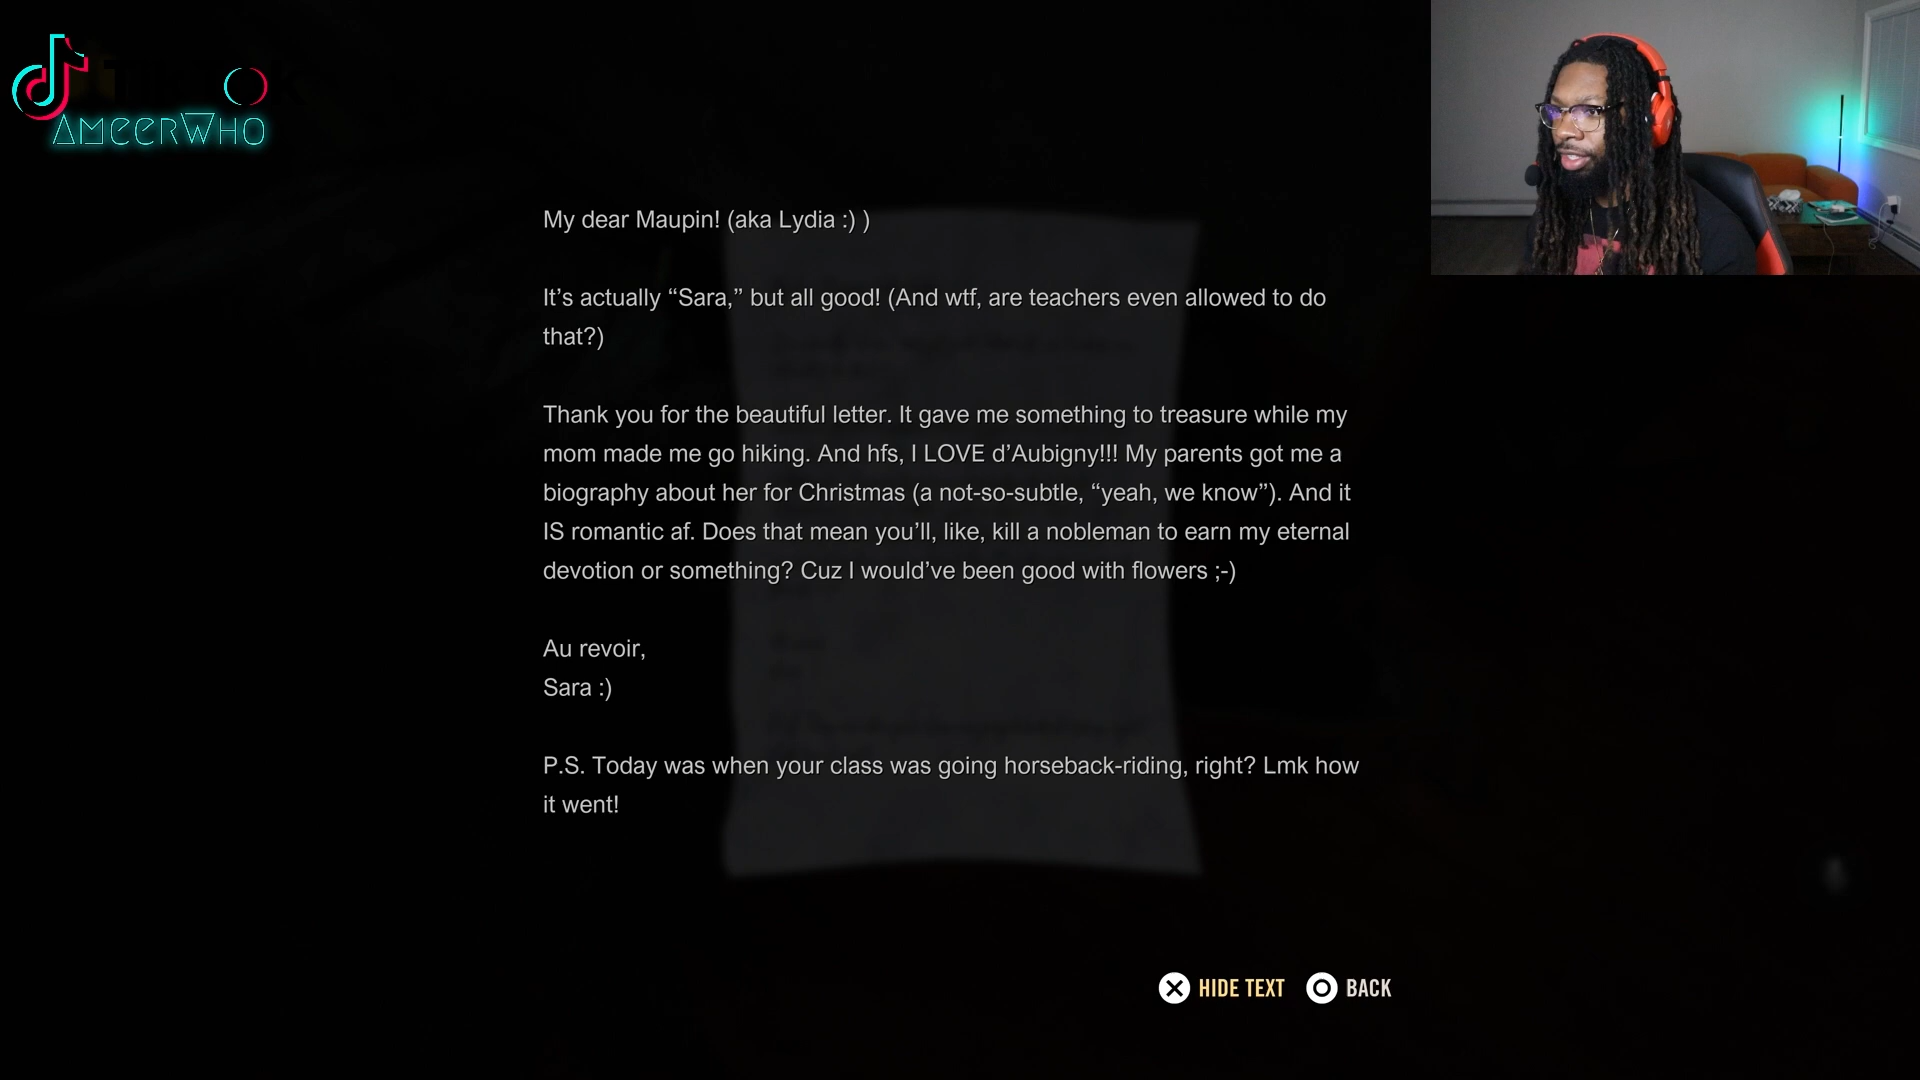 AMEERWHO
My dear Maupin! (aka Lydia :) )
It’s actually “Sara,” but all good! (And wtf, are teachers even allowed to do
that?)
Thank you for the beautiful letter. It gave me something to treasure while my
mom made me go hiking. And hfs, I LOVE d’Aubigny!!! My parents got me a
biography about her for Christmas (a not-so-subtle, “yeah, we know”). And it
IS romantic af. Does that mean you’ll, like, kill a nobleman to earn my eternal
devotion or something? Cuz I would’ve been good with flowers ;-)
Au revoir,
Sara :)
P.S. Today was when your class was going horseback-riding, right? Lmk how
it went!
HIDE TEXT BACK